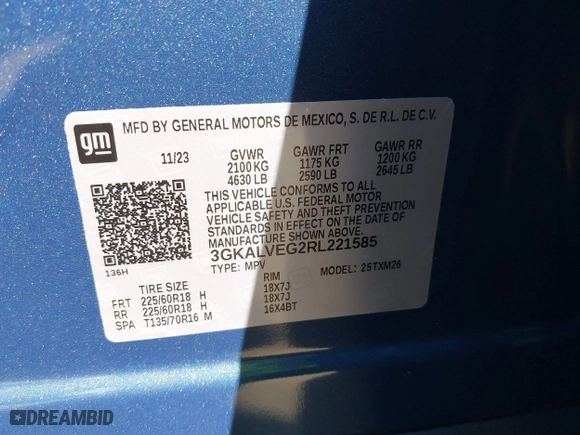 gm
MFD BY GENERAL MOTORS DE MEXICO, S. DE R.L. DE C.V.
11/23 GVWR GAWR FRT GAWR RR
2100 KG 1175 KG 1200 KG
4630 LB 2590 LB 2645 LB
THIS VEHICLE CONFORMS TO ALL
APPLICABLE U.S. FEDERAL MOTOR
VEHICLE SAFETY AND THEFT PREVENTION
STANDARDS IN EFFECT ON THE DATE OF
MANUFACTURE SHOWN ABOVE.
3GKALVEG2RL221585
136H
TYPE: MPV MODEL: 25TXM26
TIRE SIZE RIM
FRT 225/60R18 H 18X7J
RR 225/60R18 H 18X7J
SPA T135/70R16 M 16X4BT
DREAMBID